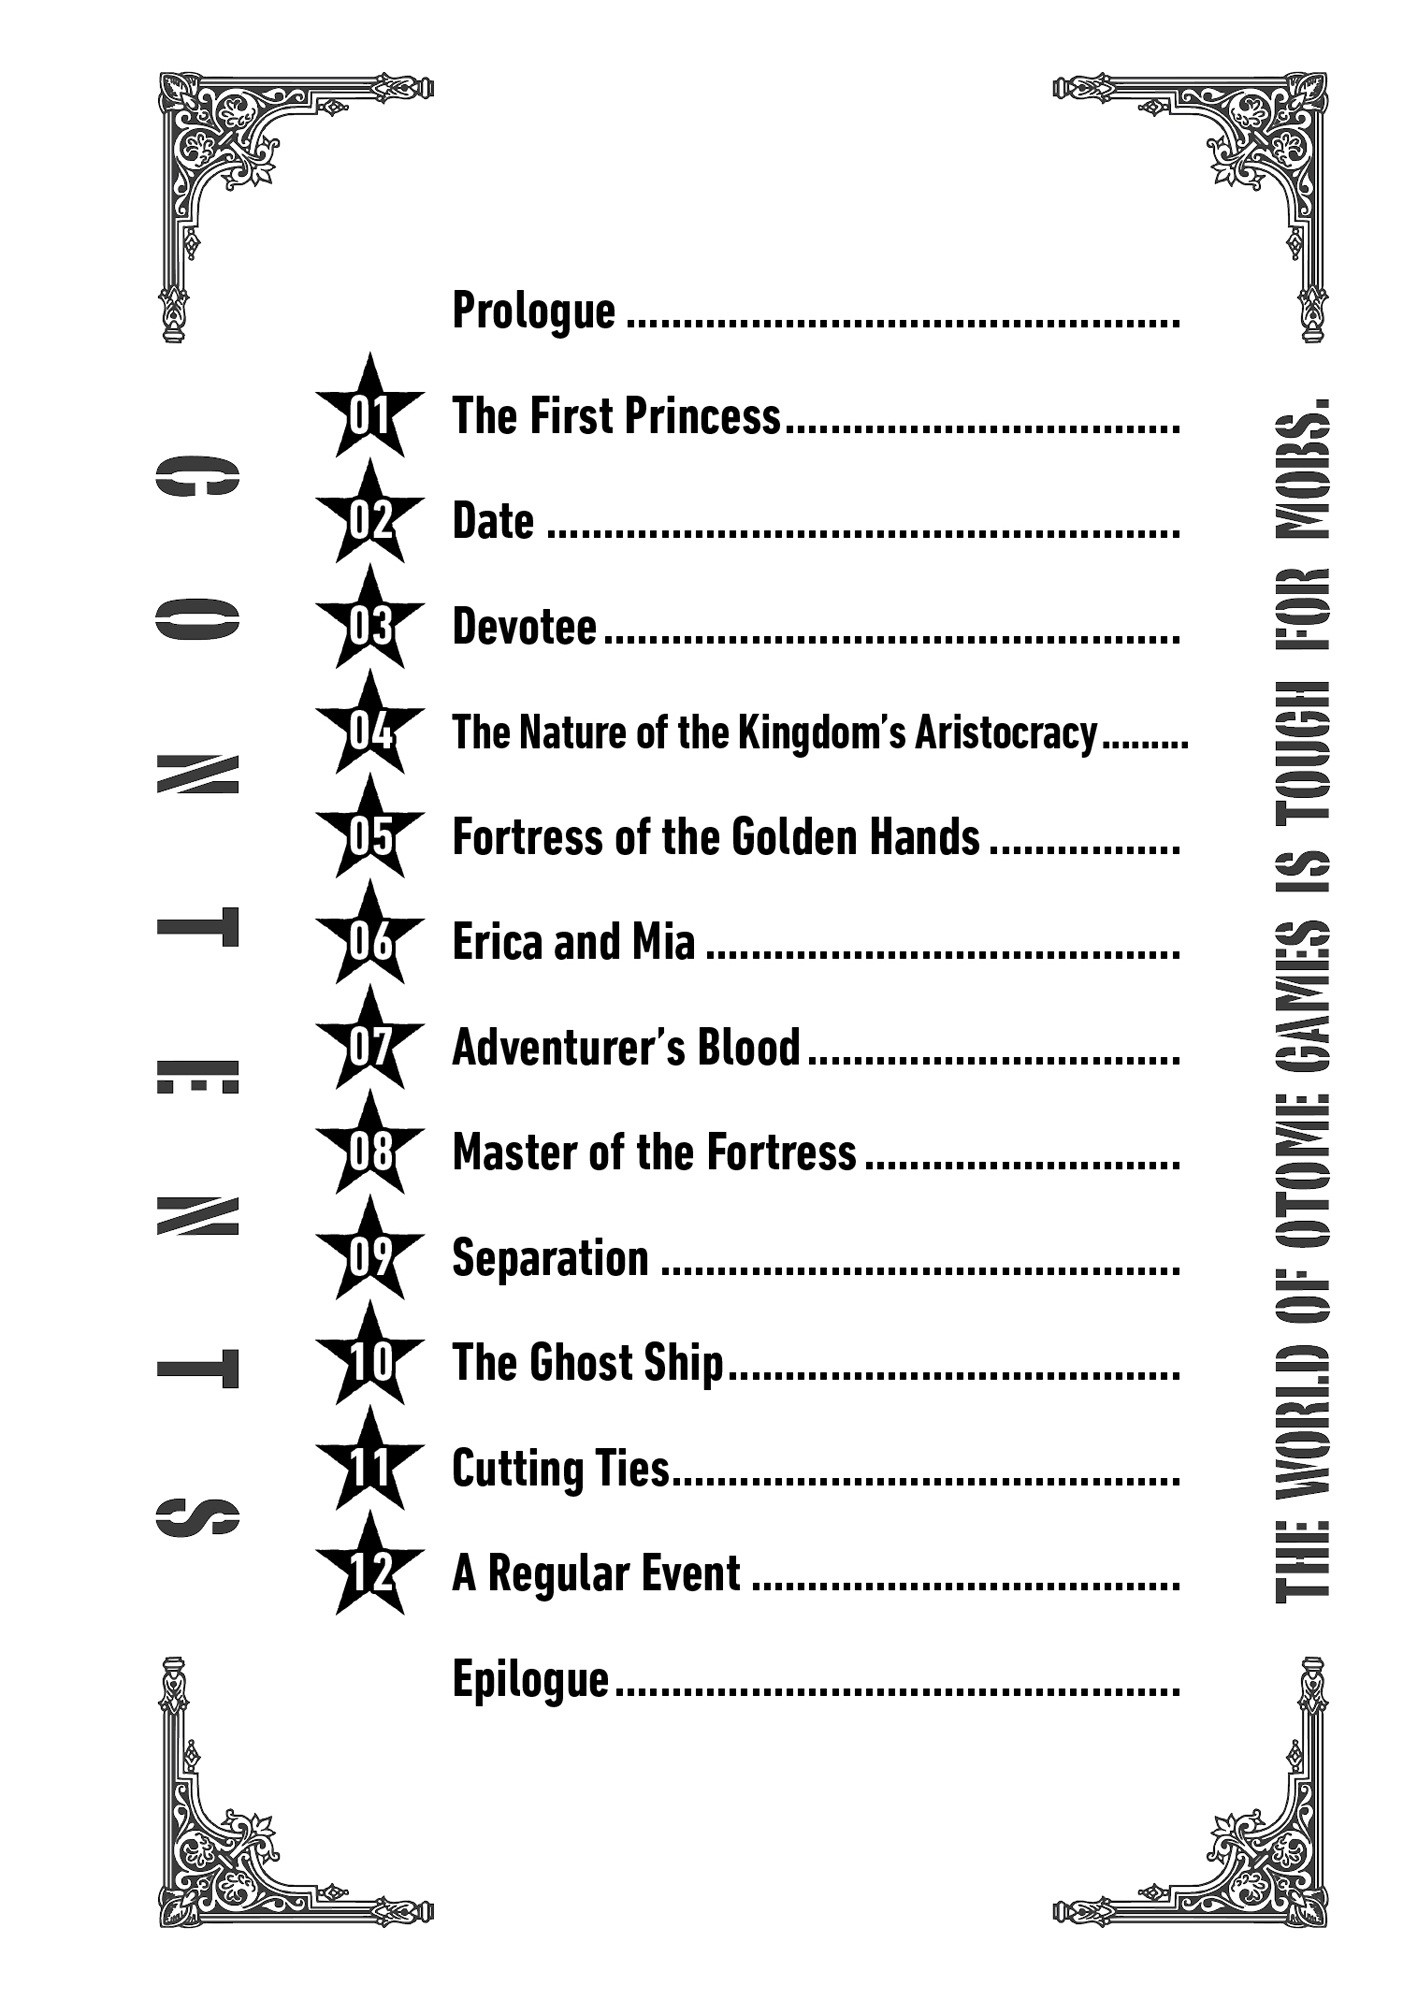 CONTENTS
Prologue ..................................................
01 The First Princess...................................
02 Date .........................................................
03 Devotee ....................................................
04 The Nature of the Kingdom’s Aristocracy.........
05 Fortress of the Golden Hands .................
06 Erica and Mia ..........................................
07 Adventurer’s Blood .................................
08 Master of the Fortress ............................
09 Separation ..............................................
10 The Ghost Ship........................................
11 Cutting Ties.............................................
12 A Regular Event ......................................
Epilogue ..................................................
THE WORLD OF OTOME GAMES IS TOUGH FOR MOBS.